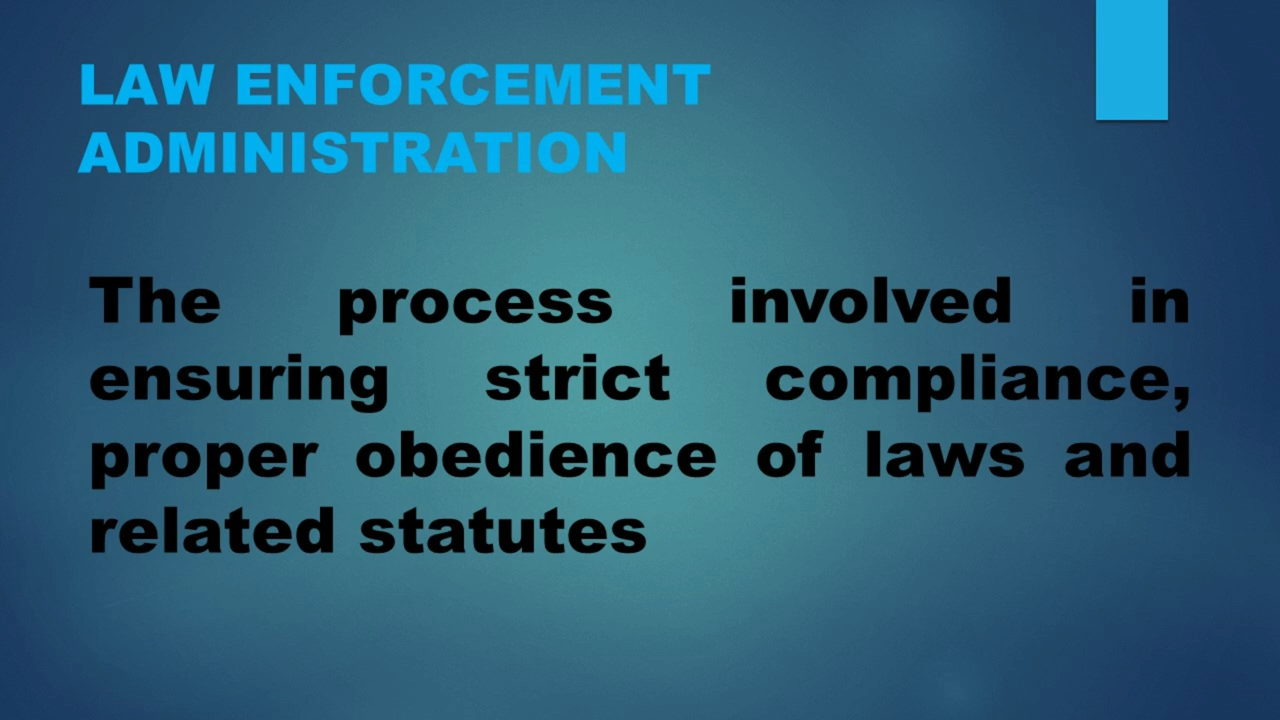 LAW ENFORCEMENT
ADMINISTRATION
The process involved in
ensuring strict compliance,
proper obedience of laws and
related statutes